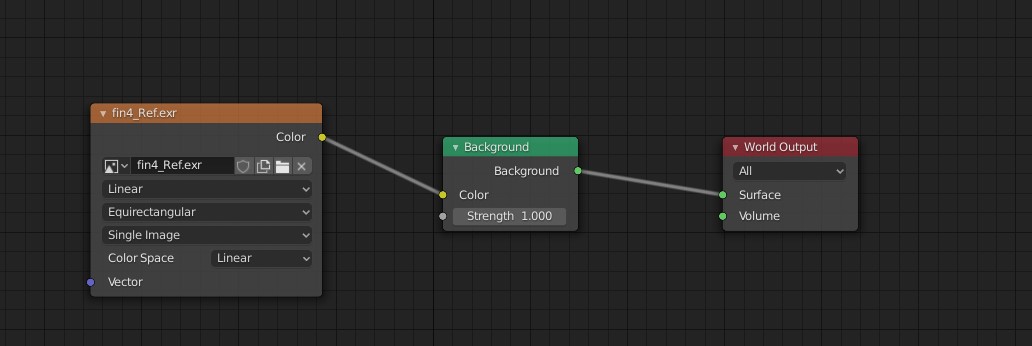 fin4_Ref.exr
Color
fin4_Ref.exr
Linear
Equirectangular
Single Image
Color Space Linear
Vector
Background
Background
Color
Strength 1.000
World Output
All
Surface
Volume